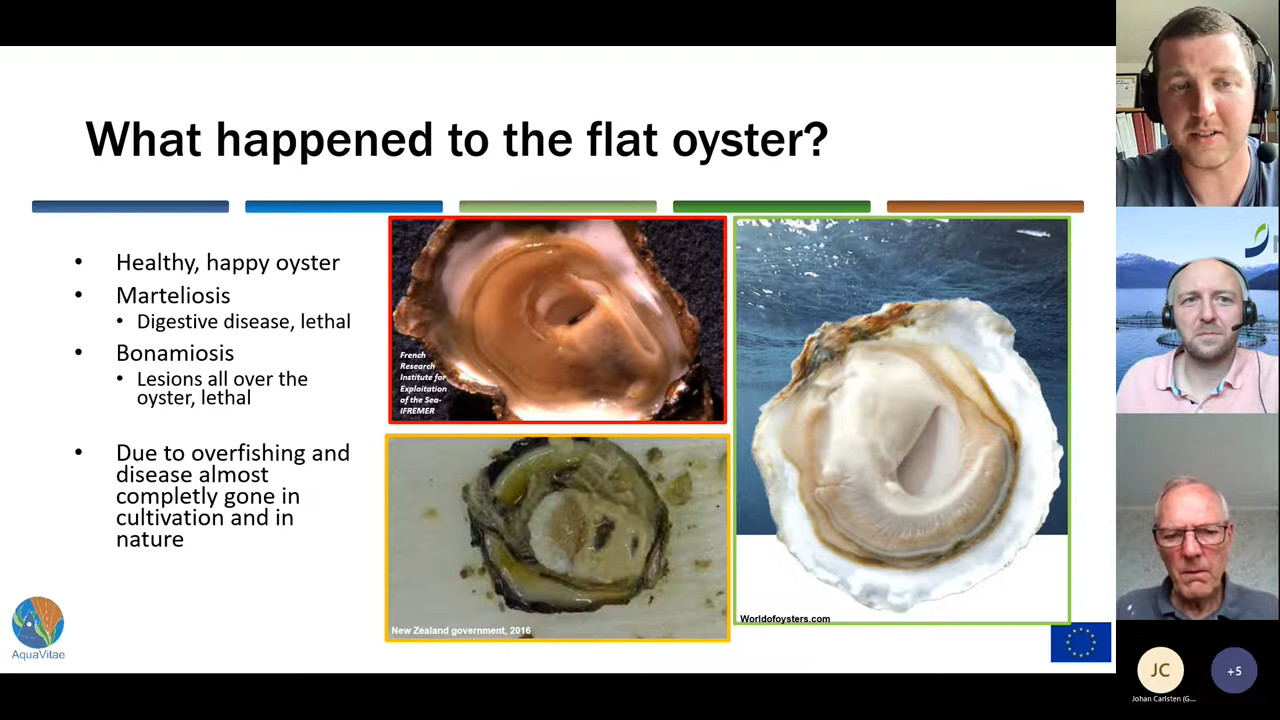 What happened to the flat oyster?
• Healthy, happy oyster
• Marteliosis
• Digestive disease, lethal
• Bonamiosis
• Lesions all over the
oyster, lethal
• Due to overfishing and
disease almost
completly gone in
cultivation and in
nature
French
Research
Institute for
Exploitation
of the Sea-
IFREMER
New Zealand government, 2016
Worldofoysters.com
AquaVitae
JC
+5
Johan Carlsten (G...